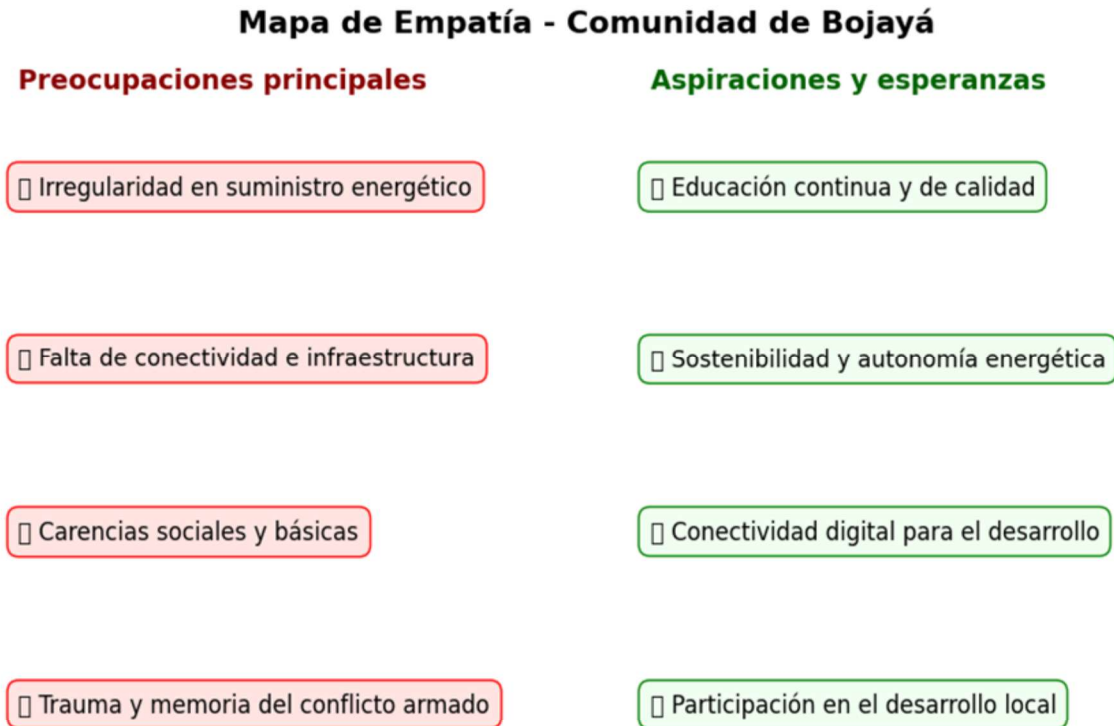 Mapa de Empatía - Comunidad de Bojayá
Preocupaciones principales
Aspiraciones y esperanzas
▯ Irregularidad en suministro energético
▯ Educación continua y de calidad
▯ Falta de conectividad e infraestructura
▯ Sostenibilidad y autonomía energética
▯ Carencias sociales y básicas
▯ Conectividad digital para el desarrollo
▯ Trauma y memoria del conflicto armado
▯ Participación en el desarrollo local